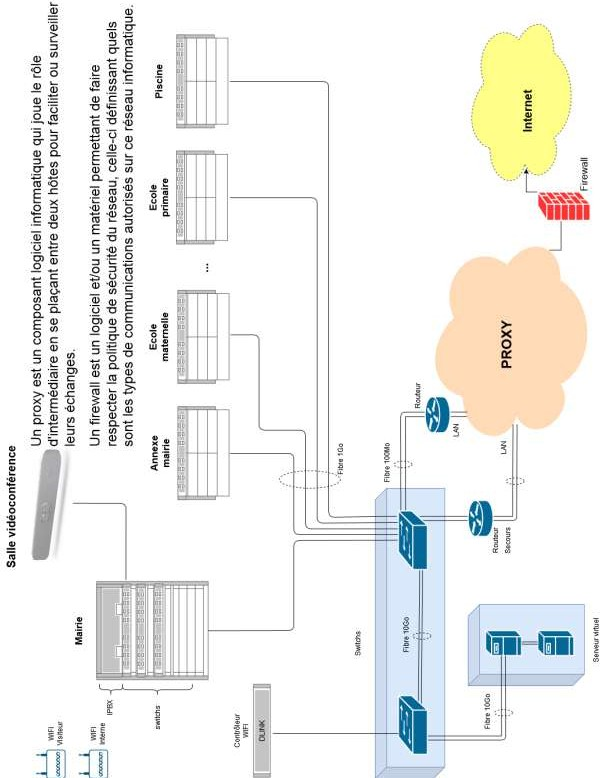 Salle vidéoconférence
Un proxy est un composant logiciel informatique qui joue le rôle
d'intermédiaire en se plaçant entre deux hôtes pour faciliter ou surveiller
leurs échanges.
Un firewall est un logiciel et/ou un matériel permettant de faire
respecter la politique de sécurité du réseau, celle-ci définissant quels
sont les types de communications autorisés sur ce réseau informatique.
WIFI
Visiteur
WIFI
Interne
Mairie
IPBX
switchs
Annexe
mairie
Ecole
maternelle
...
Ecole
primaire
Piscine
Fibre 1Go
Contrôleur
WIFI
DLINK
Switchs
Fibre 10Go
Fibre 100Mo
Routeur
LAN
Routeur
Secours
LAN
PROXY
Firewall
Internet
Fibre 10Go
Serveur virtuel